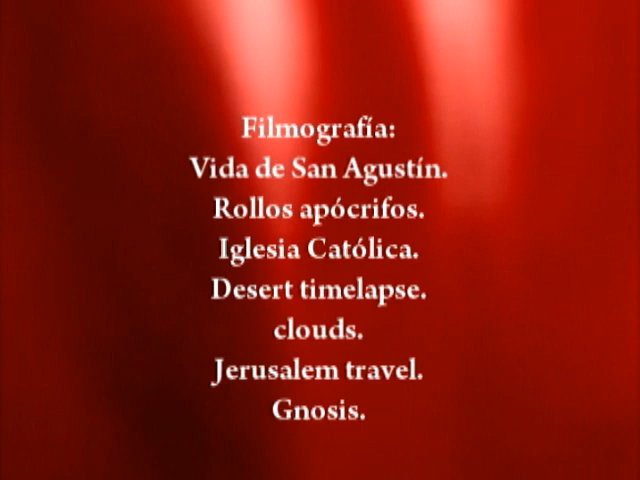 Filmografía:
Vida de San Agustín.
Rollos apócrifos.
Iglesia Católica.
Desert timelapse.
clouds.
Jerusalem travel.
Gnosis.